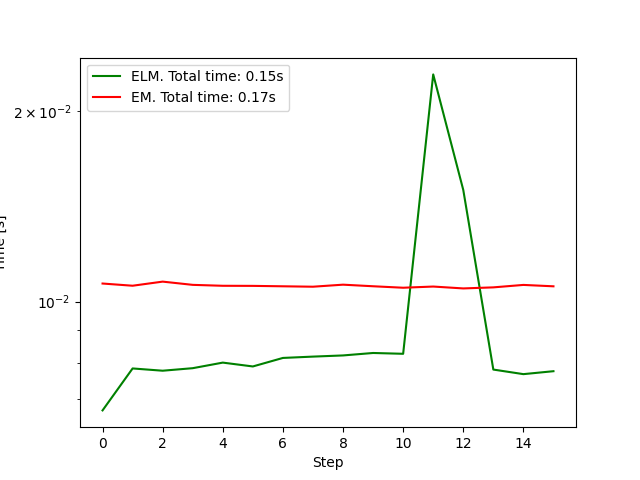 ELM. Total time: 0.15s
EM. Total time: 0.17s
2 × 10⁻²
10⁻²
Time [s]
0 2 4 6 8 10 12 14
Step